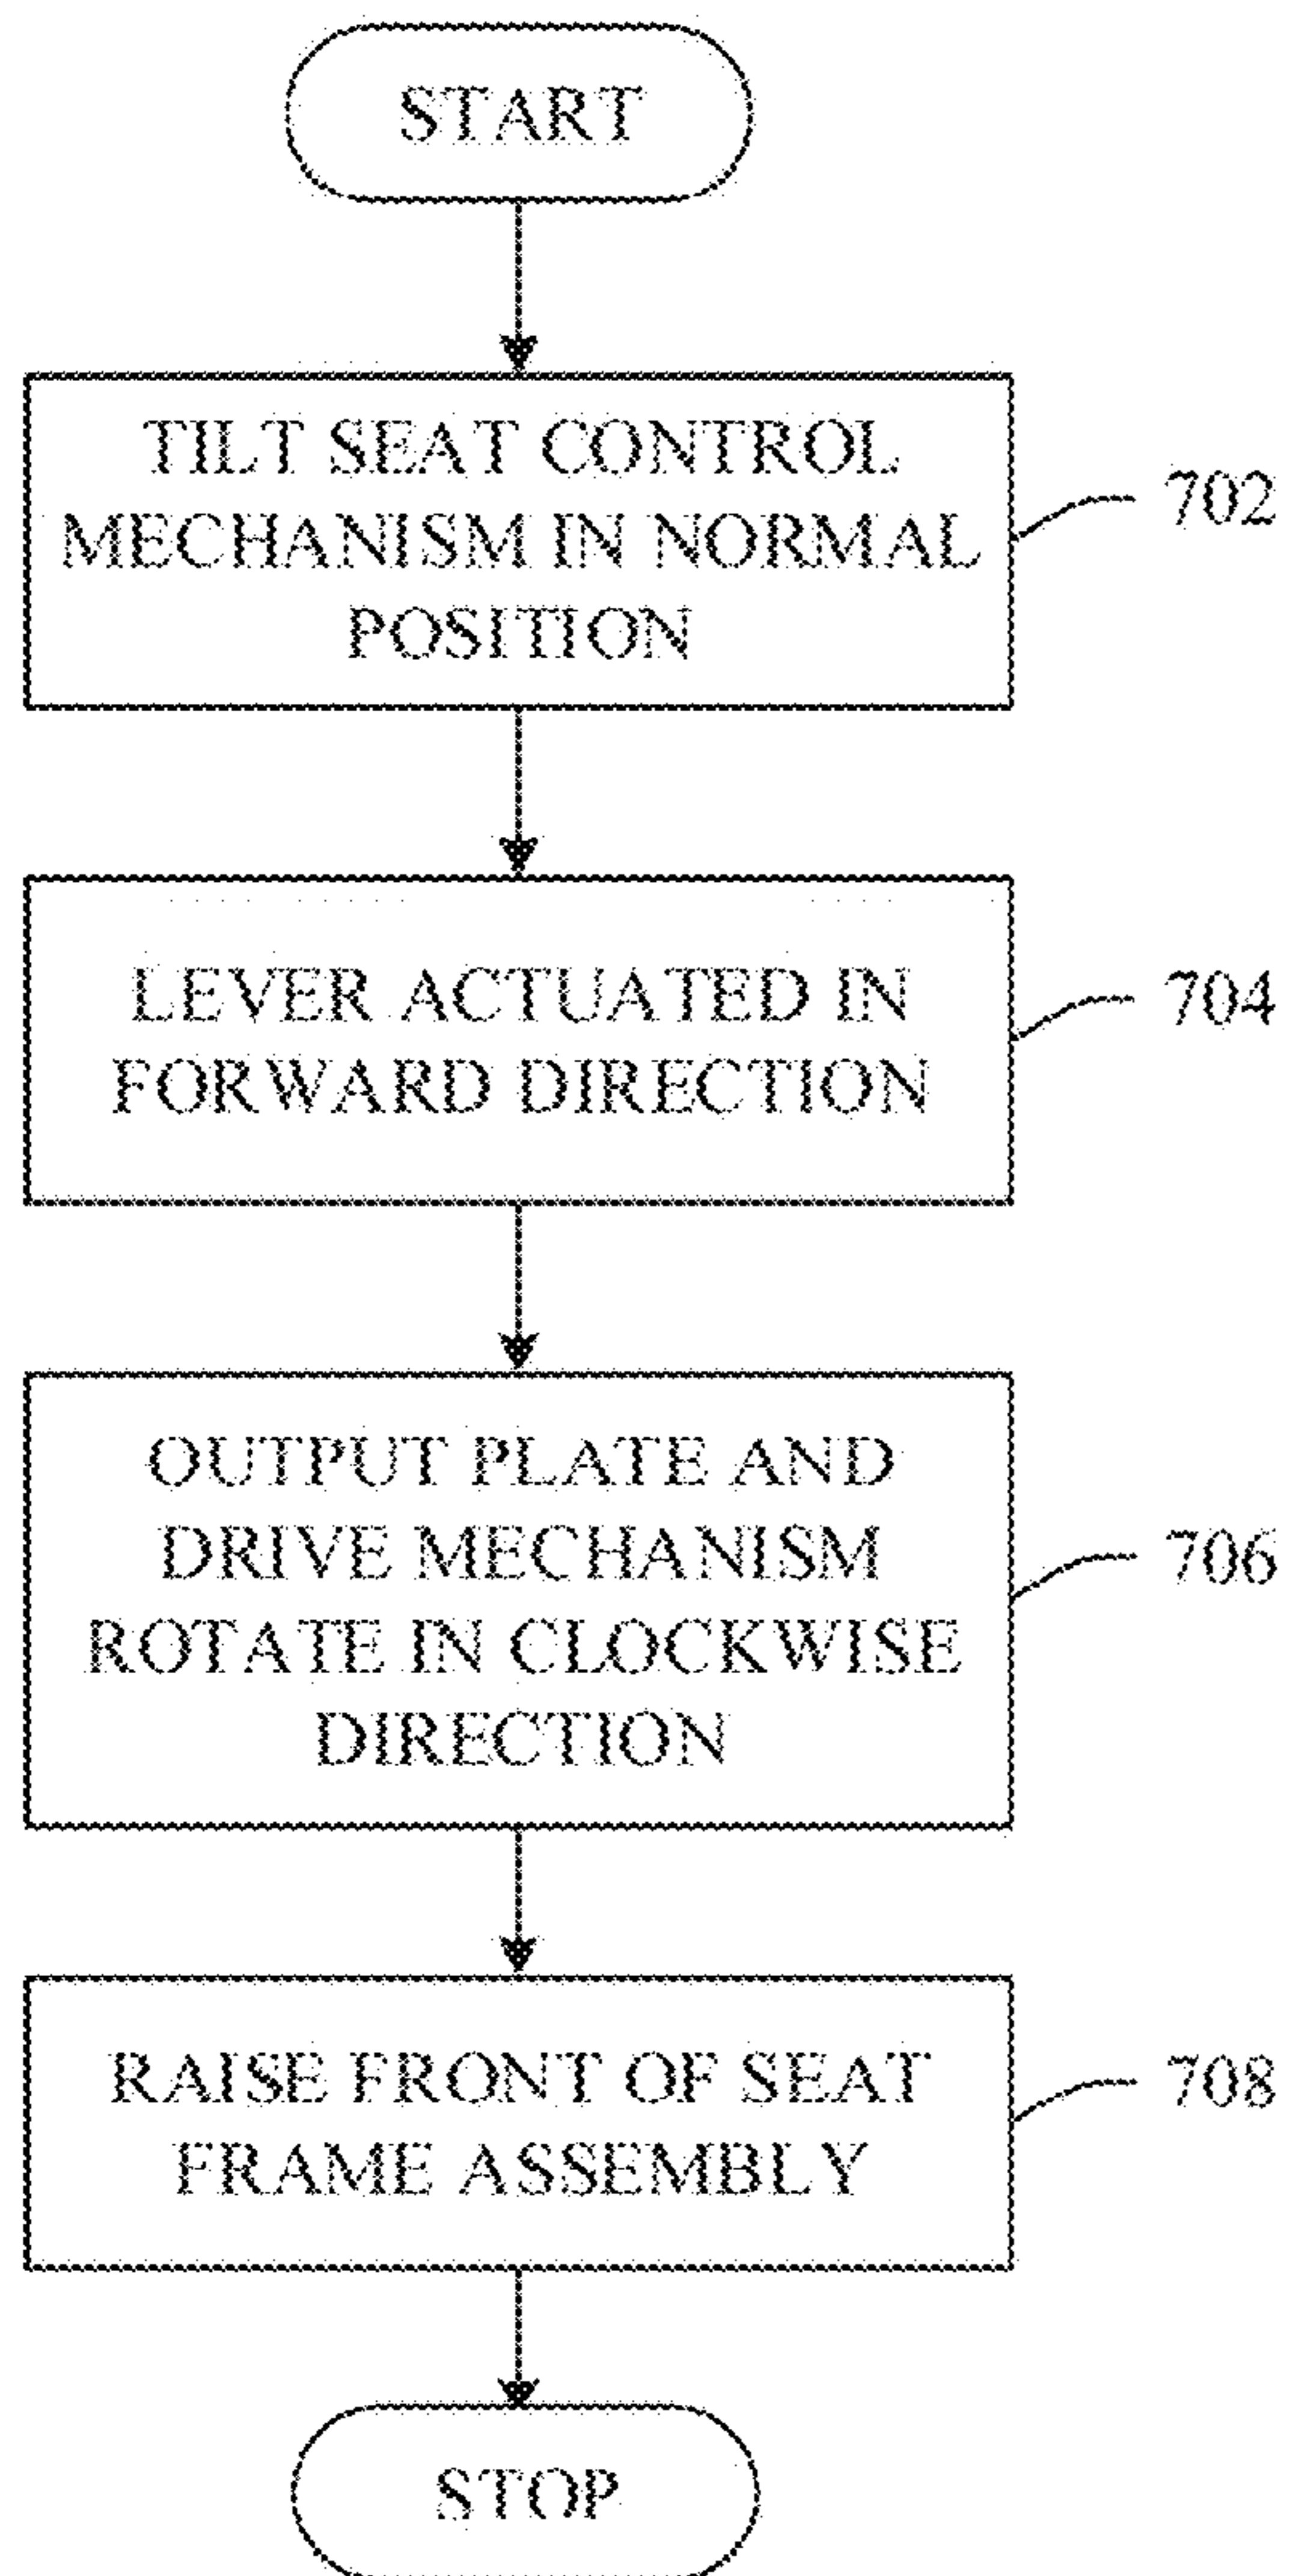 START
TILT SEAT CONTROL
MECHANISM IN NORMAL
POSITION
702
LEVER ACTUATED IN
FORWARD DIRECTION
704
OUTPUT PLATE AND
DRIVE MECHANISM
ROTATE IN CLOCKWISE
DIRECTION
706
RAISE FRONT OF SEAT
FRAME ASSEMBLY
708
STOP